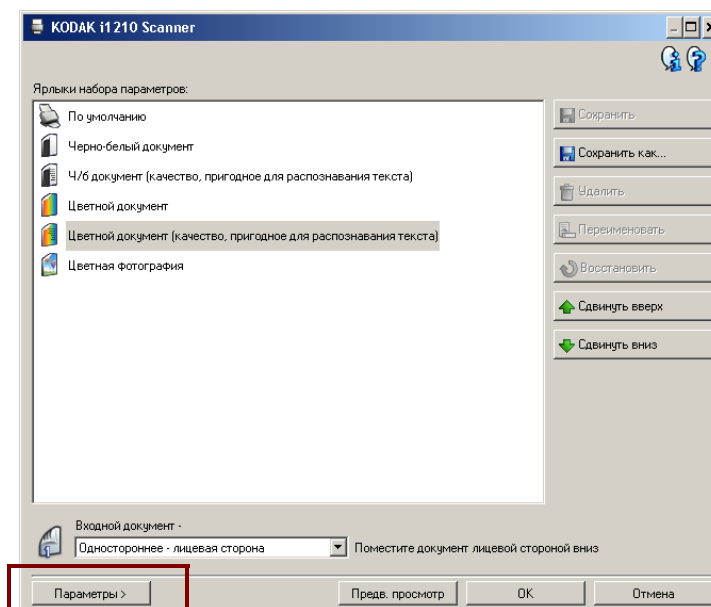 KODAK i1210 Scanner
Ярлыки набора параметров:
По умолчанию
Черно-белый документ
Ч/б документ (качество, пригодное для распознавания текста)
Цветной документ
Цветной документ (качество, пригодное для распознавания текста)
Цветная фотография
Сохранить
Сохранить как...
Удалить
Переименовать
Восстановить
Сдвинуть вверх
Сдвинуть вниз
Входной документ -
Одностороннее - лицевая сторона
Поместите документ лицевой стороной вниз
Параметры >
Предв. просмотр
OK
Отмена